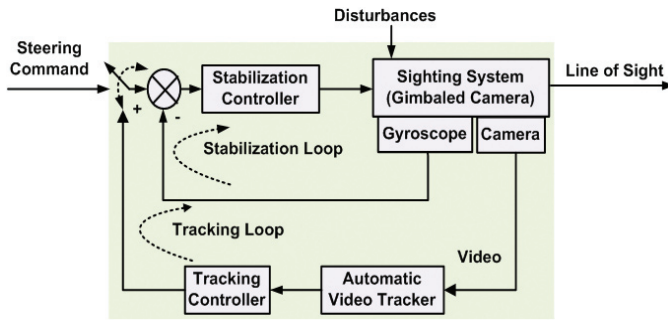 Disturbances
Steering
Command
Stabilization
Controller
Sighting System
(Gimbaled Camera)
Line of Sight
+
-
Gyroscope
Camera
Stabilization Loop
Tracking Loop
Video
Tracking
Controller
Automatic
Video Tracker